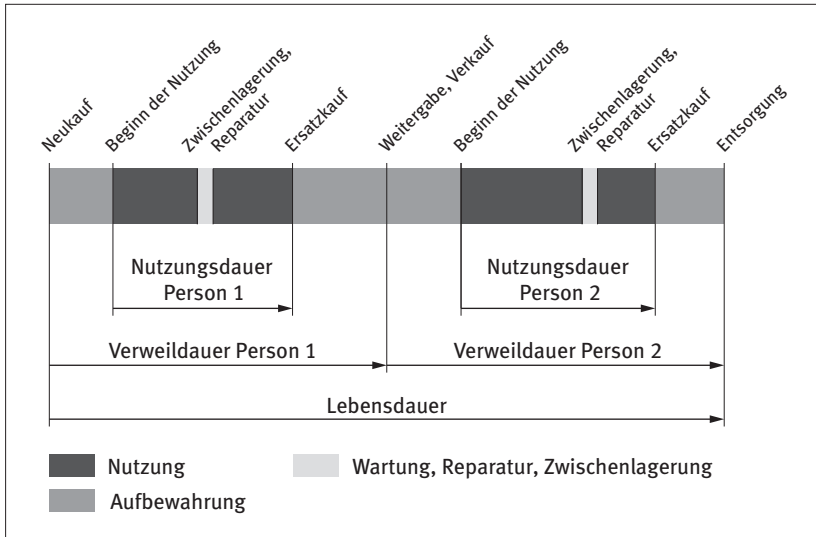 Neukauf
Beginn der Nutzung
Zwischenlagerung,
Reparatur
Ersatzkauf
Weitergabe, Verkauf
Beginn der Nutzung
Zwischenlagerung,
Reparatur
Ersatzkauf
Entsorgung
Nutzungsdauer
Person 1
Nutzungsdauer
Person 2
Verweildauer Person 1
Verweildauer Person 2
Lebensdauer
Nutzung
Wartung, Reparatur, Zwischenlagerung
Aufbewahrung